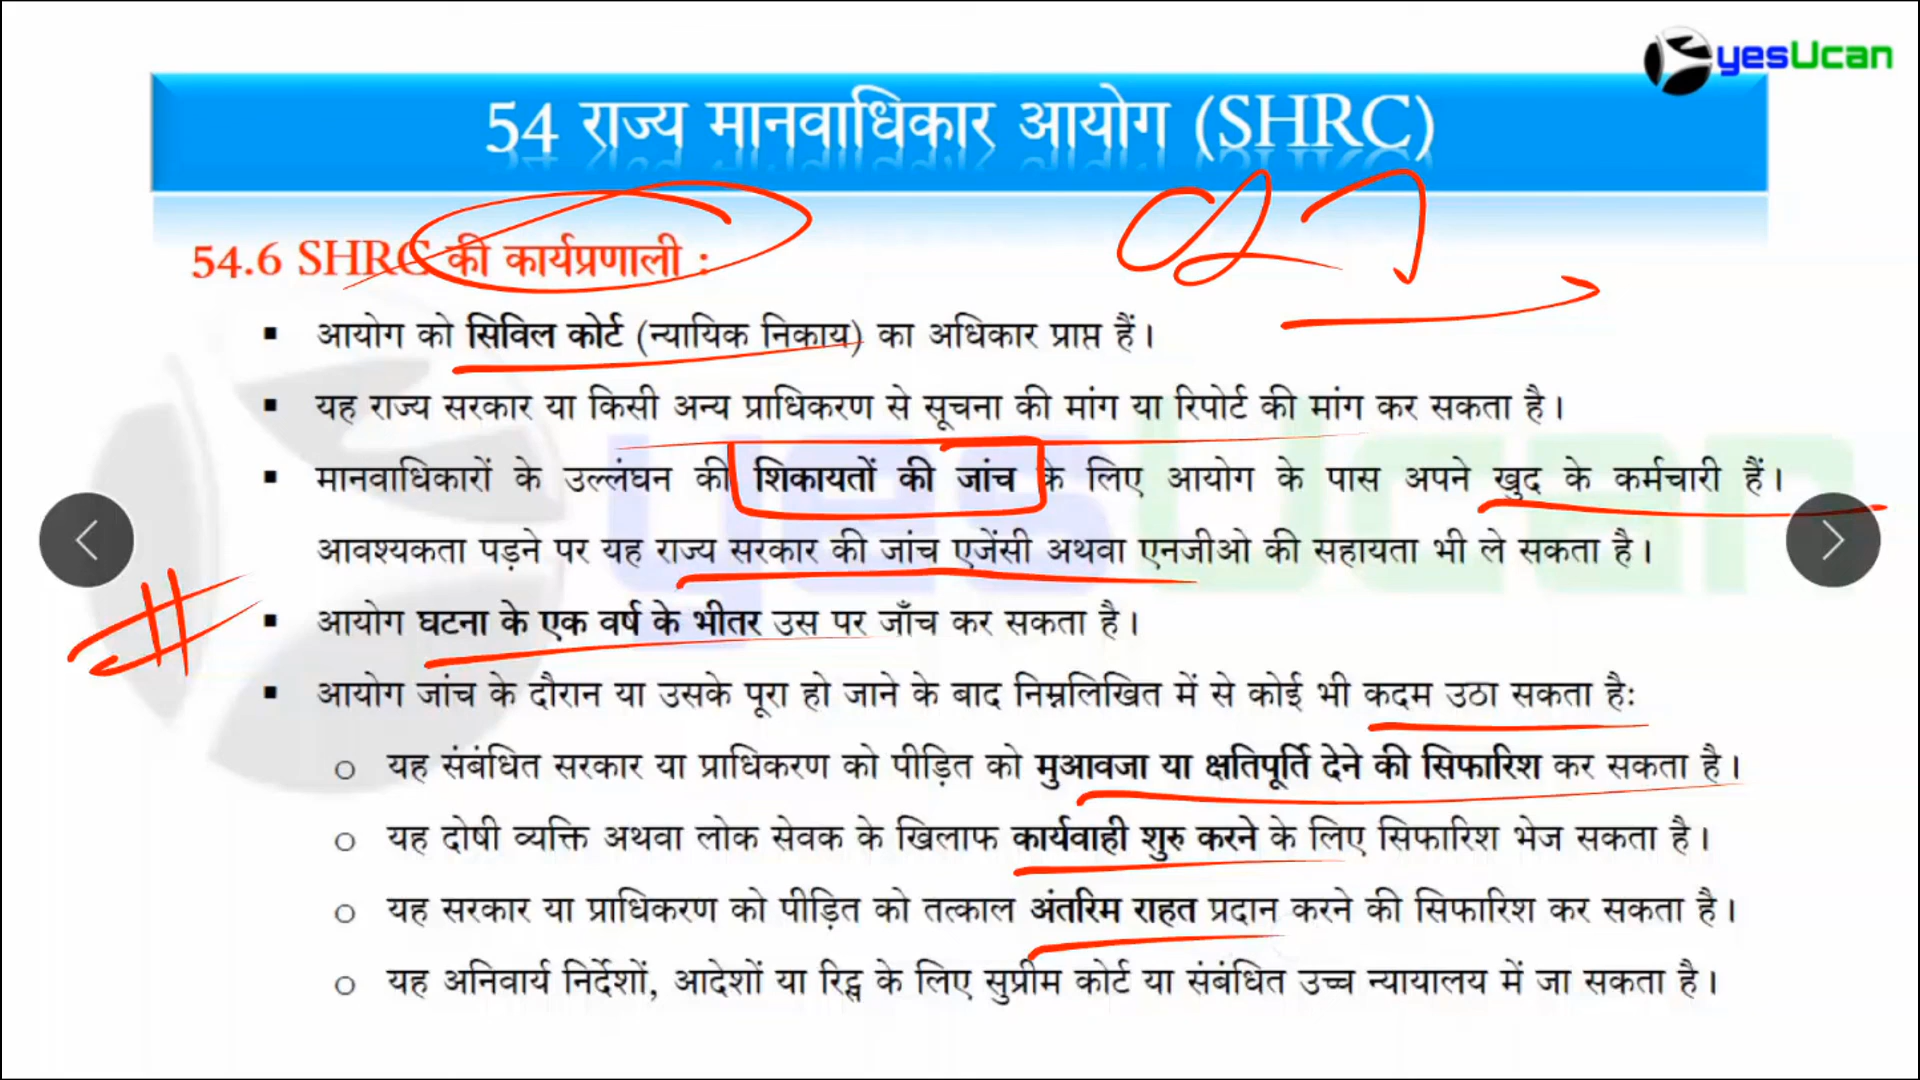 yesUcan
54 राज्य मानवाधिकार आयोग (SHRC)
54.6 SHRC की कार्यप्रणाली :
▪ आयोग को सिविल कोर्ट (न्यायिक निकाय) का अधिकार प्राप्त हैं।
▪ यह राज्य सरकार या किसी अन्य प्राधिकरण से सूचना की मांग या रिपोर्ट की मांग कर सकता है।
▪ मानवाधिकारों के उल्लंघन की शिकायतों की जांच के लिए आयोग के पास अपने खुद के कर्मचारी हैं।
आवश्यकता पड़ने पर यह राज्य सरकार की जांच एजेंसी अथवा एनजीओ की सहायता भी ले सकता है।
▪ आयोग घटना के एक वर्ष के भीतर उस पर जाँच कर सकता है।
▪ आयोग जांच के दौरान या उसके पूरा हो जाने के बाद निम्नलिखित में से कोई भी कदम उठा सकता है:
o यह संबंधित सरकार या प्राधिकरण को पीड़ित को मुआवजा या क्षतिपूर्ति देने की सिफारिश कर सकता है।
o यह दोषी व्यक्ति अथवा लोक सेवक के खिलाफ कार्यवाही शुरु करने के लिए सिफारिश भेज सकता है।
o यह सरकार या प्राधिकरण को पीड़ित को तत्काल अंतरिम राहत प्रदान करने की सिफारिश कर सकता है।
o यह अनिवार्य निर्देशों, आदेशों या रिट्स के लिए सुप्रीम कोर्ट या संबंधित उच्च न्यायालय में जा सकता है।